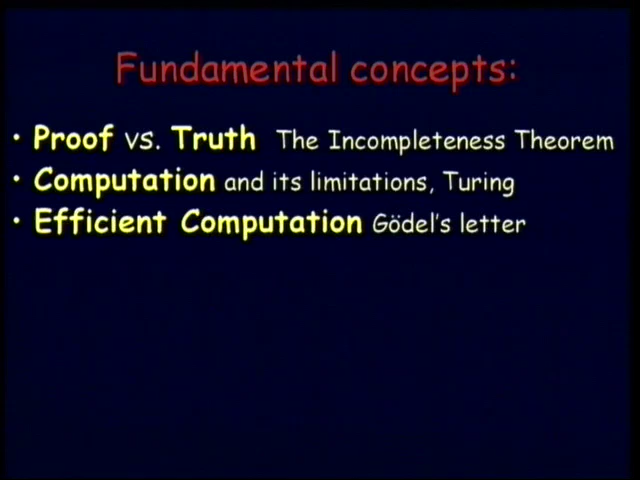 Fundamental concepts:
• Proof vs. Truth The Incompleteness Theorem
• Computation and its limitations, Turing
• Efficient Computation Gödel's letter